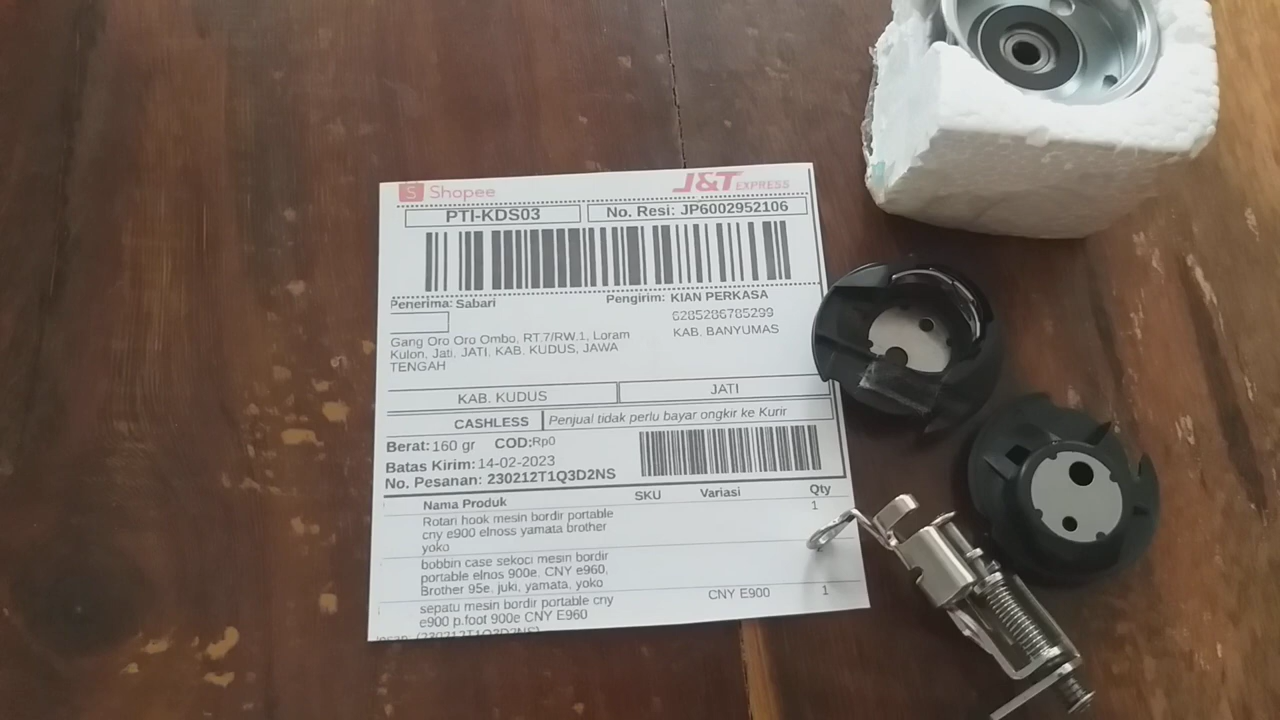 S Shopee
J&T EXPRESS
PTI-KDS03
No. Resi: JP6002952106
Penerima: Sabari
Pengirim: KIAN PERKASA
6285286785299
KAB. BANYUMAS
Gang Oro Oro Ombo, RT.7/RW.1, Loram
Kulon, Jati, JATI, KAB. KUDUS, JAWA
TENGAH
KAB. KUDUS
JATI
CASHLESS
Penjual tidak perlu bayar ongkir ke Kurir
Berat: 160 gr COD:Rp0
Batas Kirim: 14-02-2023
No. Pesanan: 230212T1Q3D2NS
Nama Produk SKU Variasi Qty
Rotari hook mesin bordir portable 1
cny e900 elnoss yamata brother
yoko
bobbin case sekoci mesin bordir
portable elnos 900e. CNY e960,
Brother 95e, juki, yamata, yoko
sepatu mesin bordir portable cny CNY E900 1
e900 p.foot 900e CNY E960
(230212T1Q3D2NS)